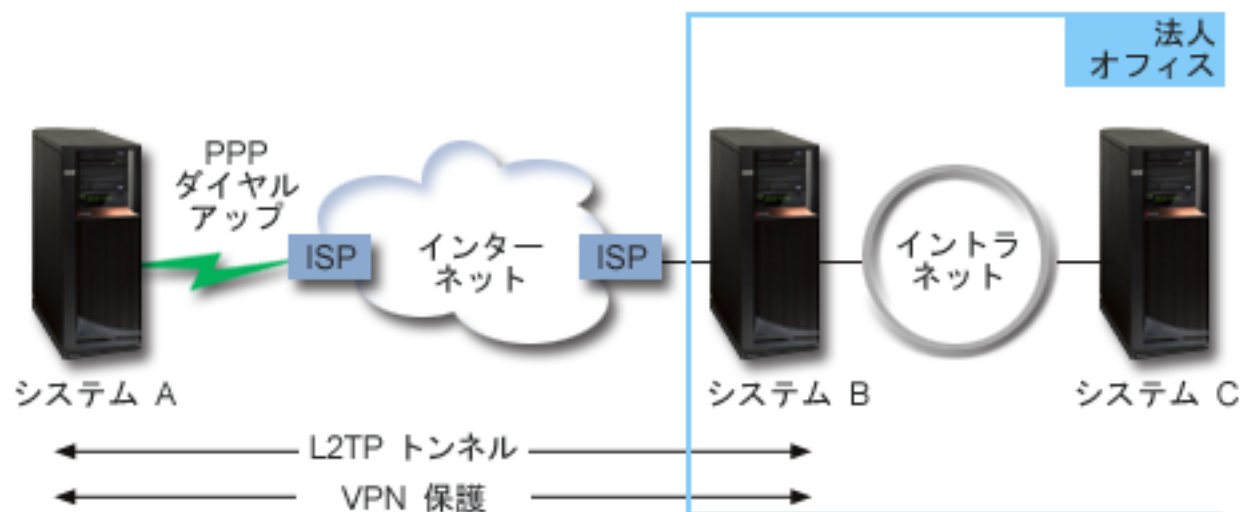 法人
オフィス
PPP
ダイヤル
アップ
ISP
インター
ネット
ISP
イントラ
ネット
システム A
システム B
システム C
L2TP トンネル
VPN 保護